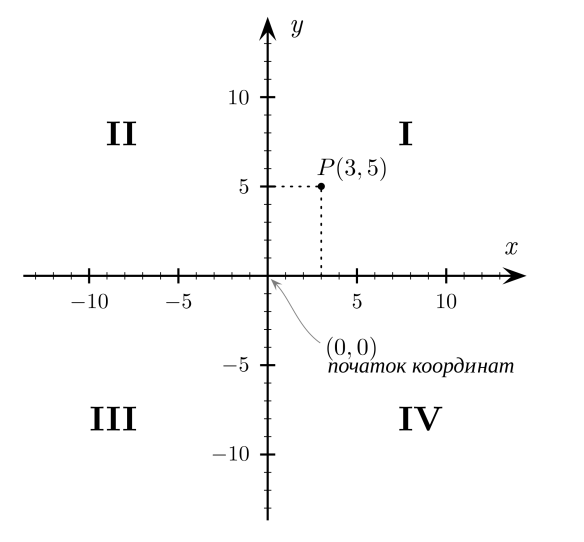 y
10
II
I
P(3, 5)
5
x
−10
−5
5
10
(0, 0)
початок координат
−5
III
IV
−10